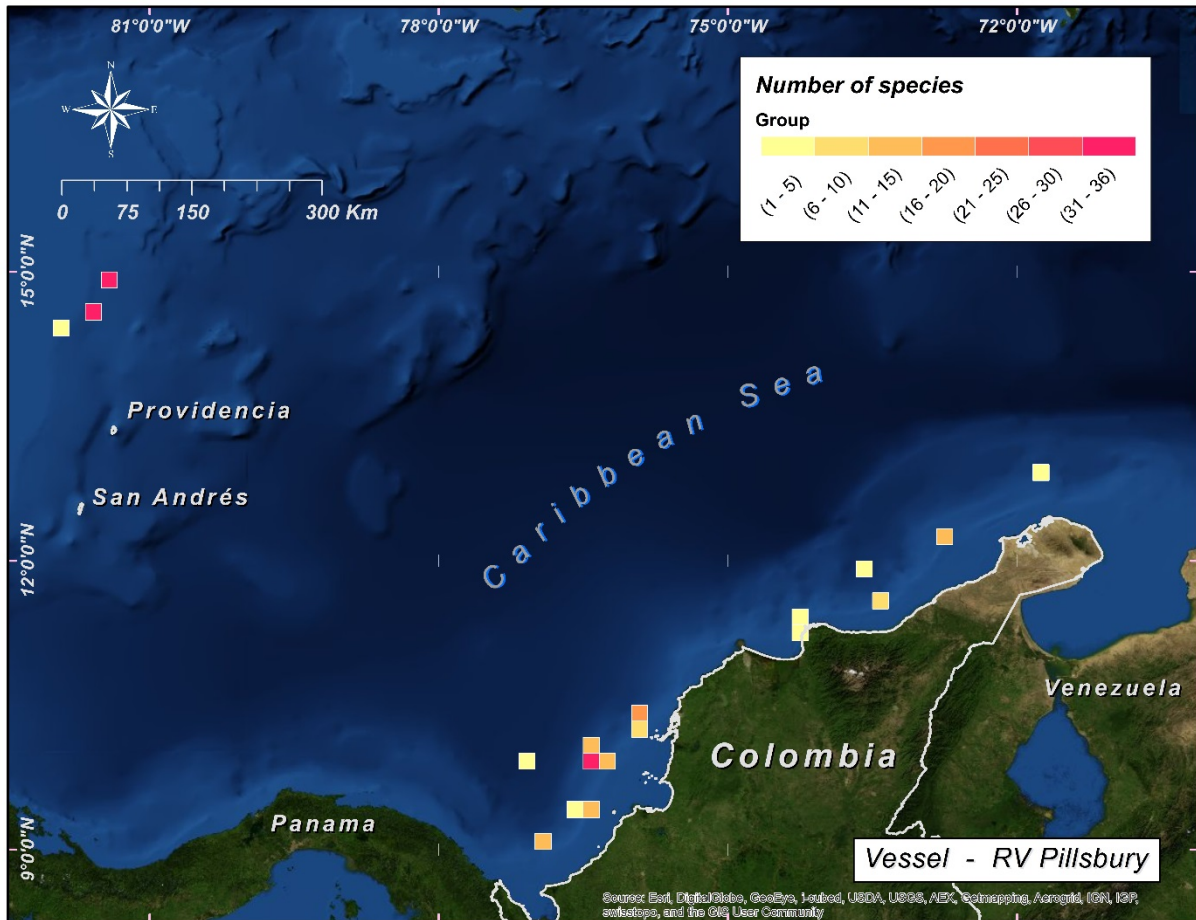 81°0'0"W 78°0'0"W 75°0'0"W 72°0'0"W
N
W E
S
Number of species
Group
(1 - 5) (6 - 10) (11 - 15) (16 - 20) (21 - 25) (26 - 30) (31 - 36)
0 75 150 300 Km
15°0'0"N
Providencia
San Andrés
Caribbean Sea
12°0'0"N
Venezuela
Colombia
Panama
9°0'0"N
Vessel - RV Pillsbury
Source: Esri, DigitalGlobe, GeoEye, i-cubed, USDA, USGS, AEX, Getmapping, Aerogrid, IGN, IGP,
swisstopo, and the GIS User Community